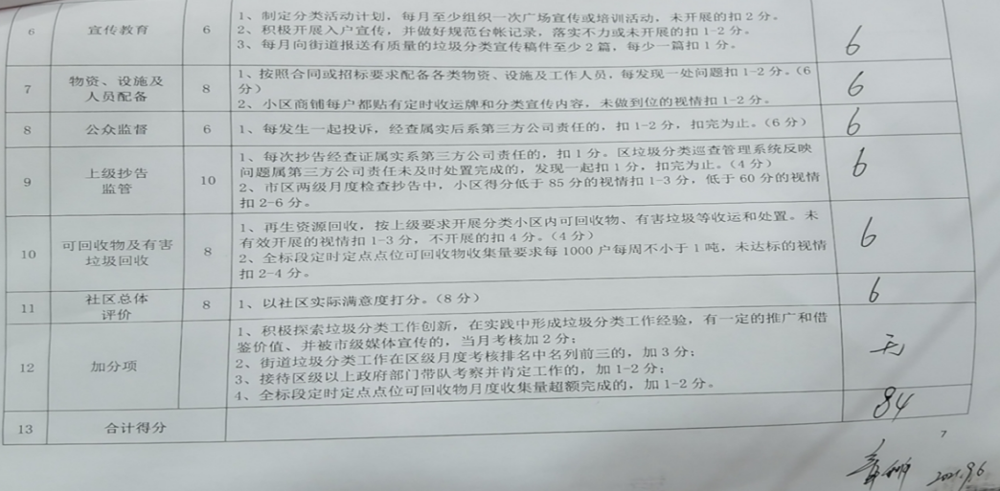 6 宣传教育 6 1、制定分类活动计划，每月至少组织一次广场宣传或培训活动，未开展的扣2分。
2、积极开展入户宣传，并做好规范台帐记录，落实不力或未开展的扣1-2分。
3、每月向街道报送有质量的垃圾分类宣传稿件至少2篇，每少一篇扣1分。
6
7 物资、设施及
人员配备 8 1、按照合同或招标要求配备各类物资、设施及工作人员，每发现一处问题扣1-2分。（6
分）
2、小区商铺每户都贴有定时收运牌和分类宣传内容，未做到位的视情扣1-2分。
6
8 公众监督 6 1、每发生一起投诉，经查属实后系第三方公司责任的，扣1-2分，扣完为止。（6分）
6
9 上级抄告
监管 10 1、每次抄告经查证属实系第三方公司责任的，扣1分。区垃圾分类巡查管理系统反映
问题属第三方公司责任未及时处置完成的，发现一起扣1分，扣完为止。（4分）
2、市区两级月度检查抄告中，小区得分低于85分的视情扣1-3分，低于60分的视情
扣2-6分。
6
10 可回收物及有害
垃圾回收 8 1、再生资源回收，按上级要求开展分类小区内可回收物、有害垃圾等收运和处置。未
有效开展的视情扣1-3分，不开展的扣4分。（4分）
2、全标段定时定点点位可回收物收集量要求每1000户每周不小于1吨，未达标的视情
扣2-4分。
6
11 社区总体
评价 8 1、以社区实际满意度打分。（8分）
6
12 加分项 1、积极探索垃圾分类工作创新，在实践中形成垃圾分类工作经验，有一定的推广和借
鉴价值、并被市级媒体宣传的，当月考核加2分；
2、街道垃圾分类工作在区级月度考核排名中名列前三的，加3分；
3、接待区级以上政府部门带队考察并肯定工作的，加1-2分；
4、全标段定时定点点位可回收物月度收集量超额完成的，加1-2分。
无
13 合计得分 84
7
2021.9.6